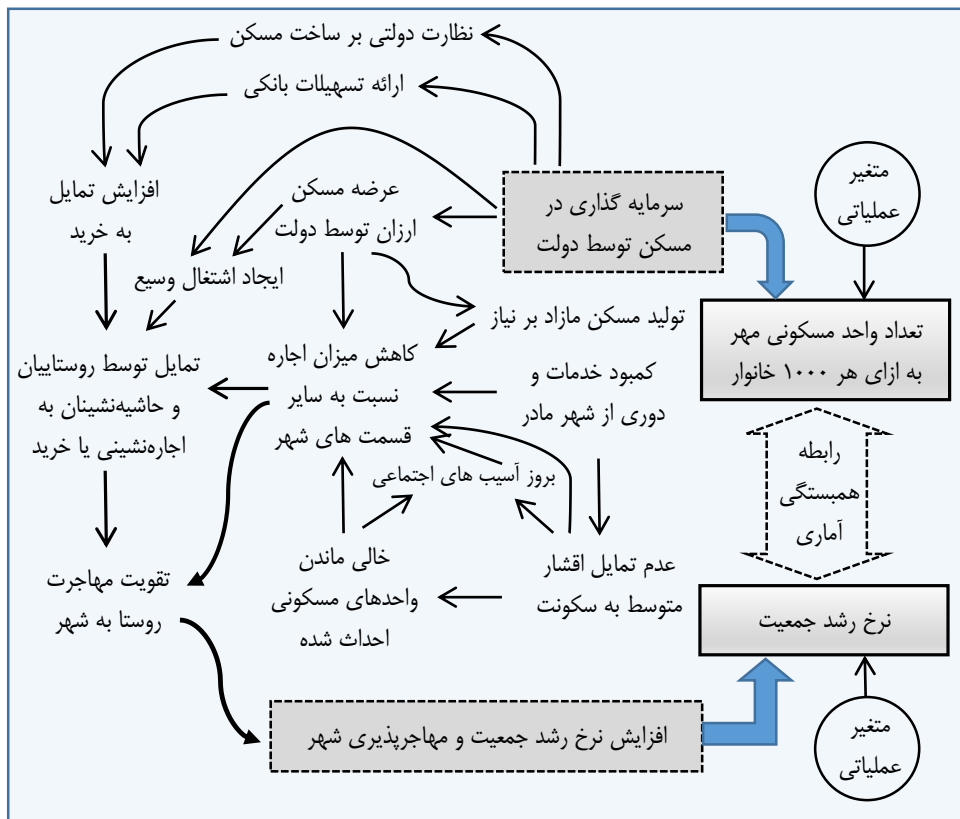 نظارت دولتی بر ساخت مسکن
ارائه تسهیلات بانکی
متغیر
عملیاتی
سرمایه گذاری در
مسکن توسط دولت
عرضه مسکن
ارزان توسط دولت
افزایش تمایل
به خرید
ایجاد اشتغال وسیع
تولید مسکن مازاد بر نیاز
تعداد واحد مسکونی مهر
به ازای هر ۱۰۰۰ خانوار
کاهش میزان اجاره
نسبت به سایر
قسمت های شهر
تمایل توسط روستاییان
و حاشیه‌نشینان به
اجاره‌نشینی یا خرید
کمبود خدمات و
دوری از شهر مادر
رابطه
همبستگی
آماری
بروز آسیب های اجتماعی
عدم تمایل اقشار
متوسط به سکونت
خالی ماندن
واحدهای مسکونی
احداث شده
تقویت مهاجرت
روستا به شهر
نرخ رشد جمعیت
افزایش نرخ رشد جمعیت و مهاجرپذیری شهر
متغیر
عملیاتی